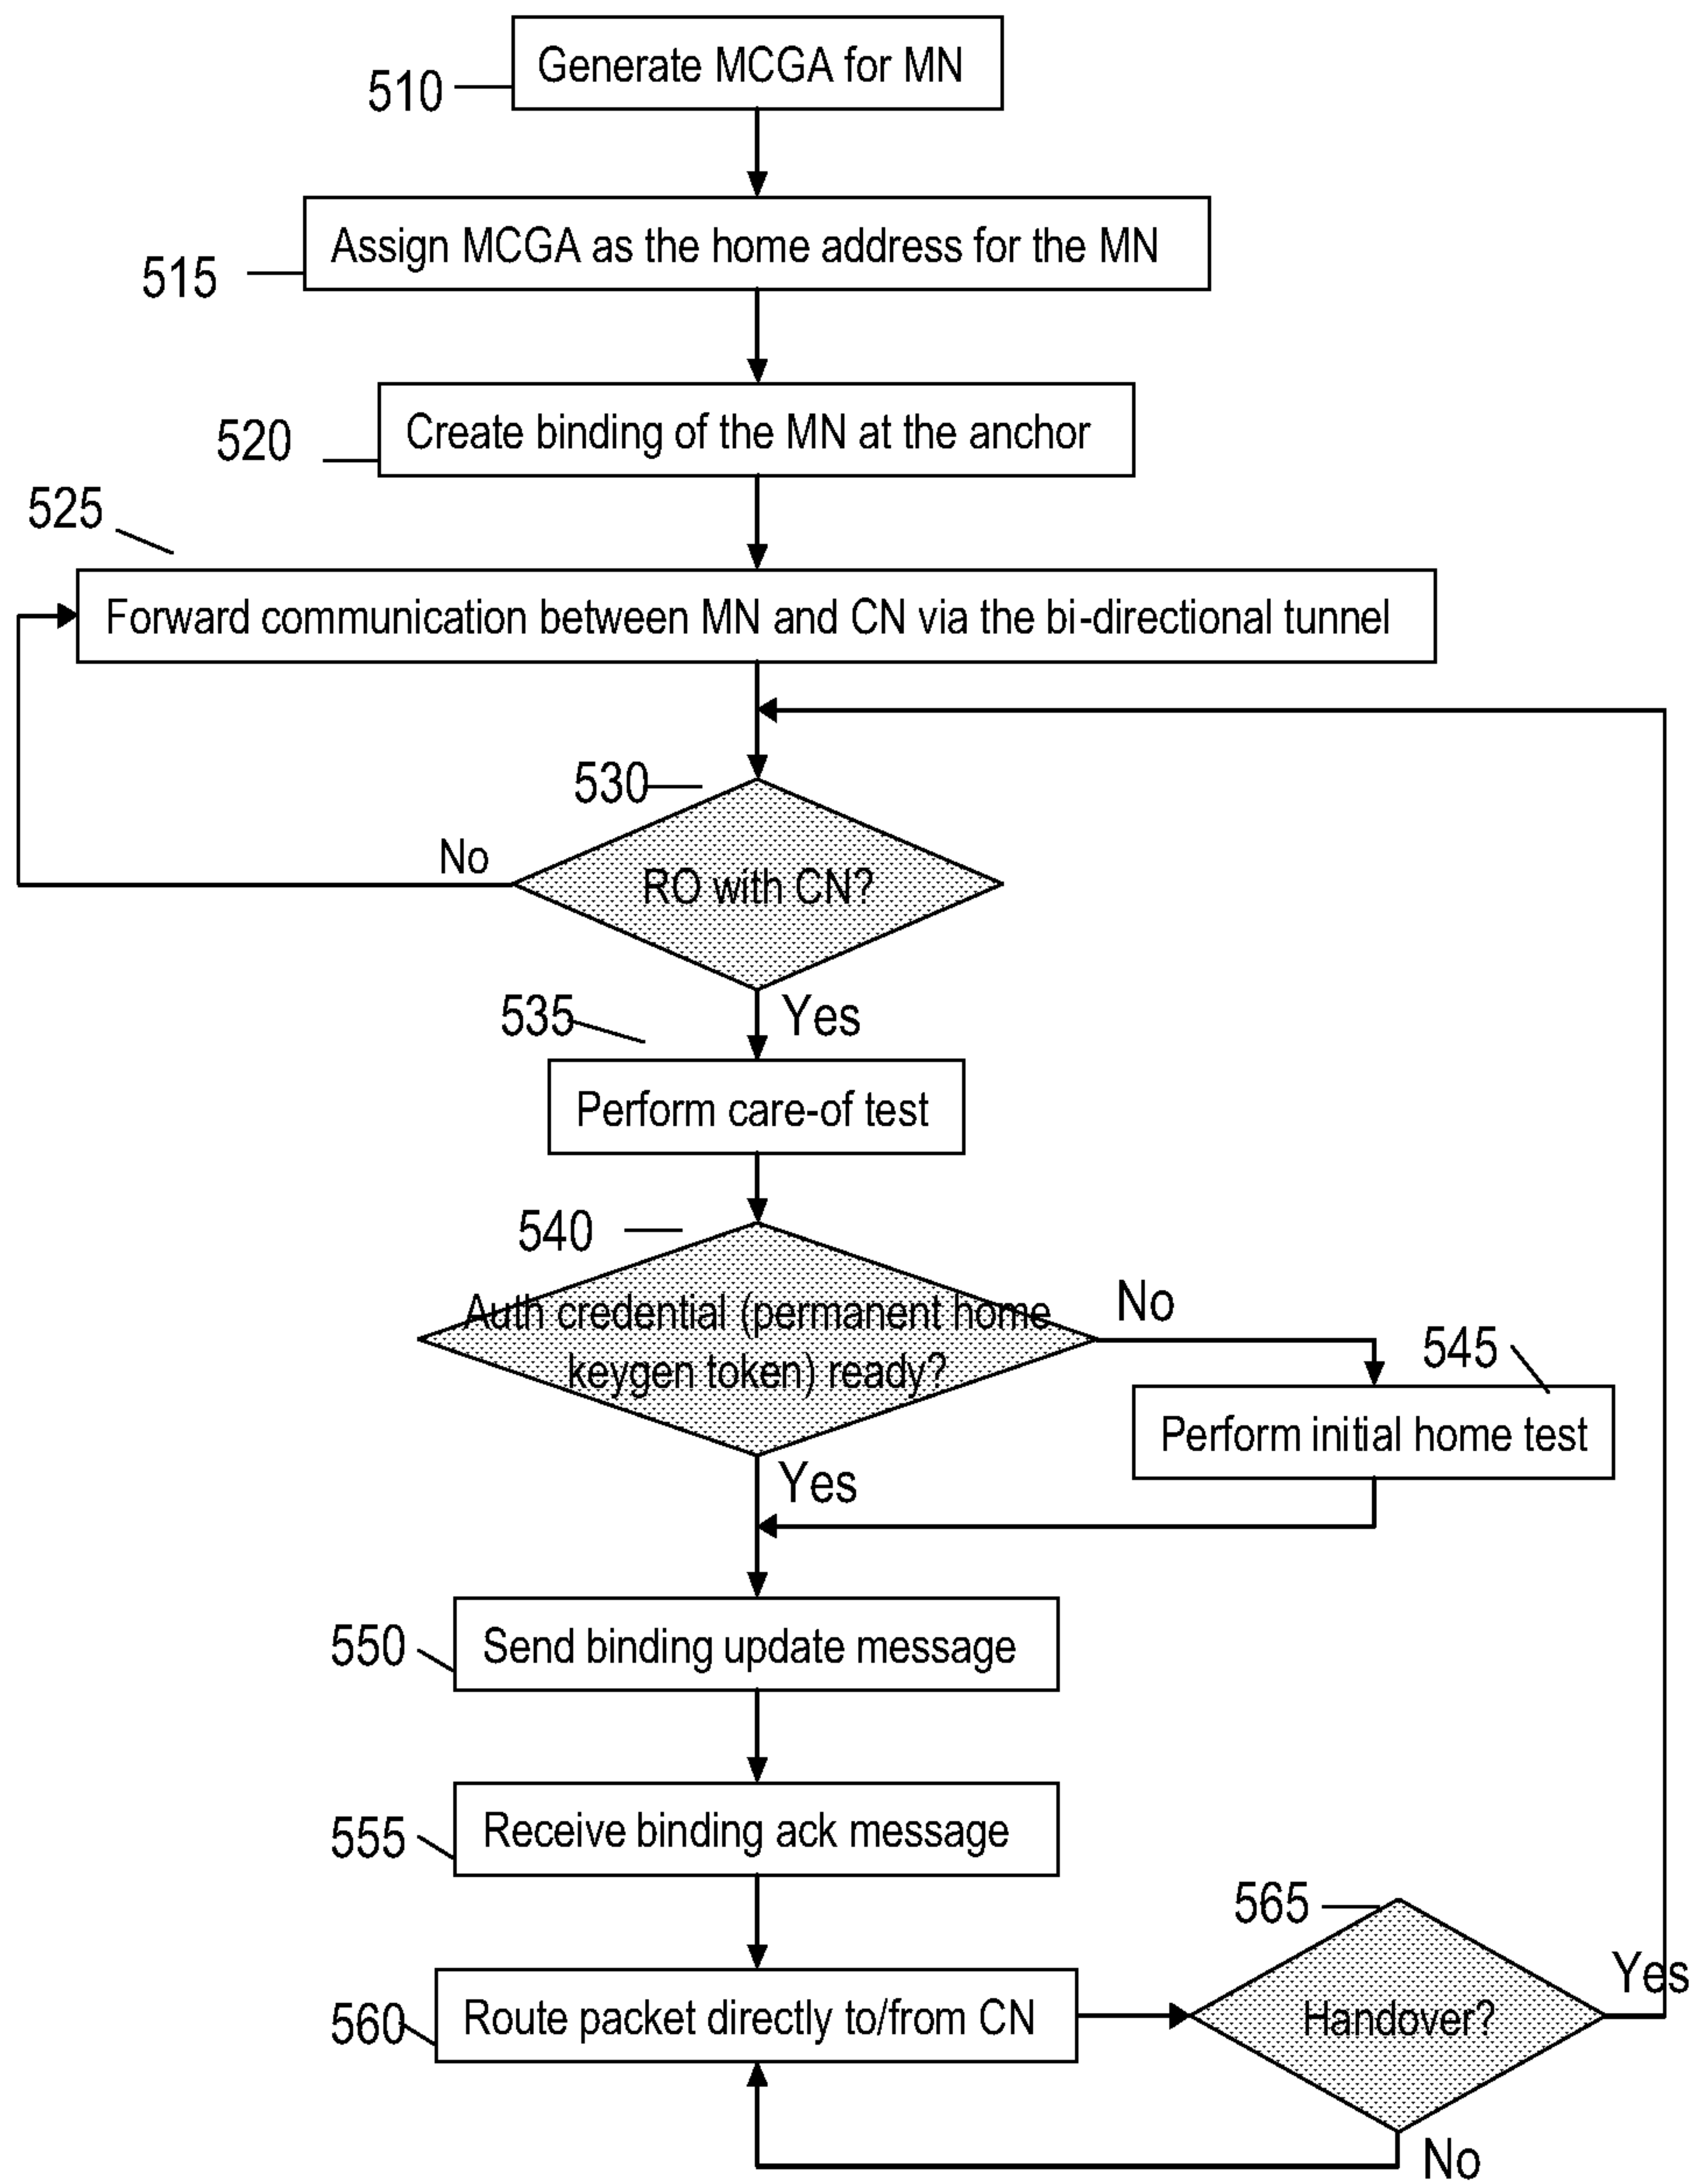 Generate MCGA for MN
510
Assign MCGA as the home address for the MN
515
Create binding of the MN at the anchor
520
525
Forward communication between MN and CN via the bi-directional tunnel
530
No
RO with CN?
535
Yes
Perform care-of test
540
Auth credential (permanent home
keygen token) ready?
No
545
Perform initial home test
Yes
550
Send binding update message
555
Receive binding ack message
565
560
Route packet directly to/from CN
Handover?
Yes
No